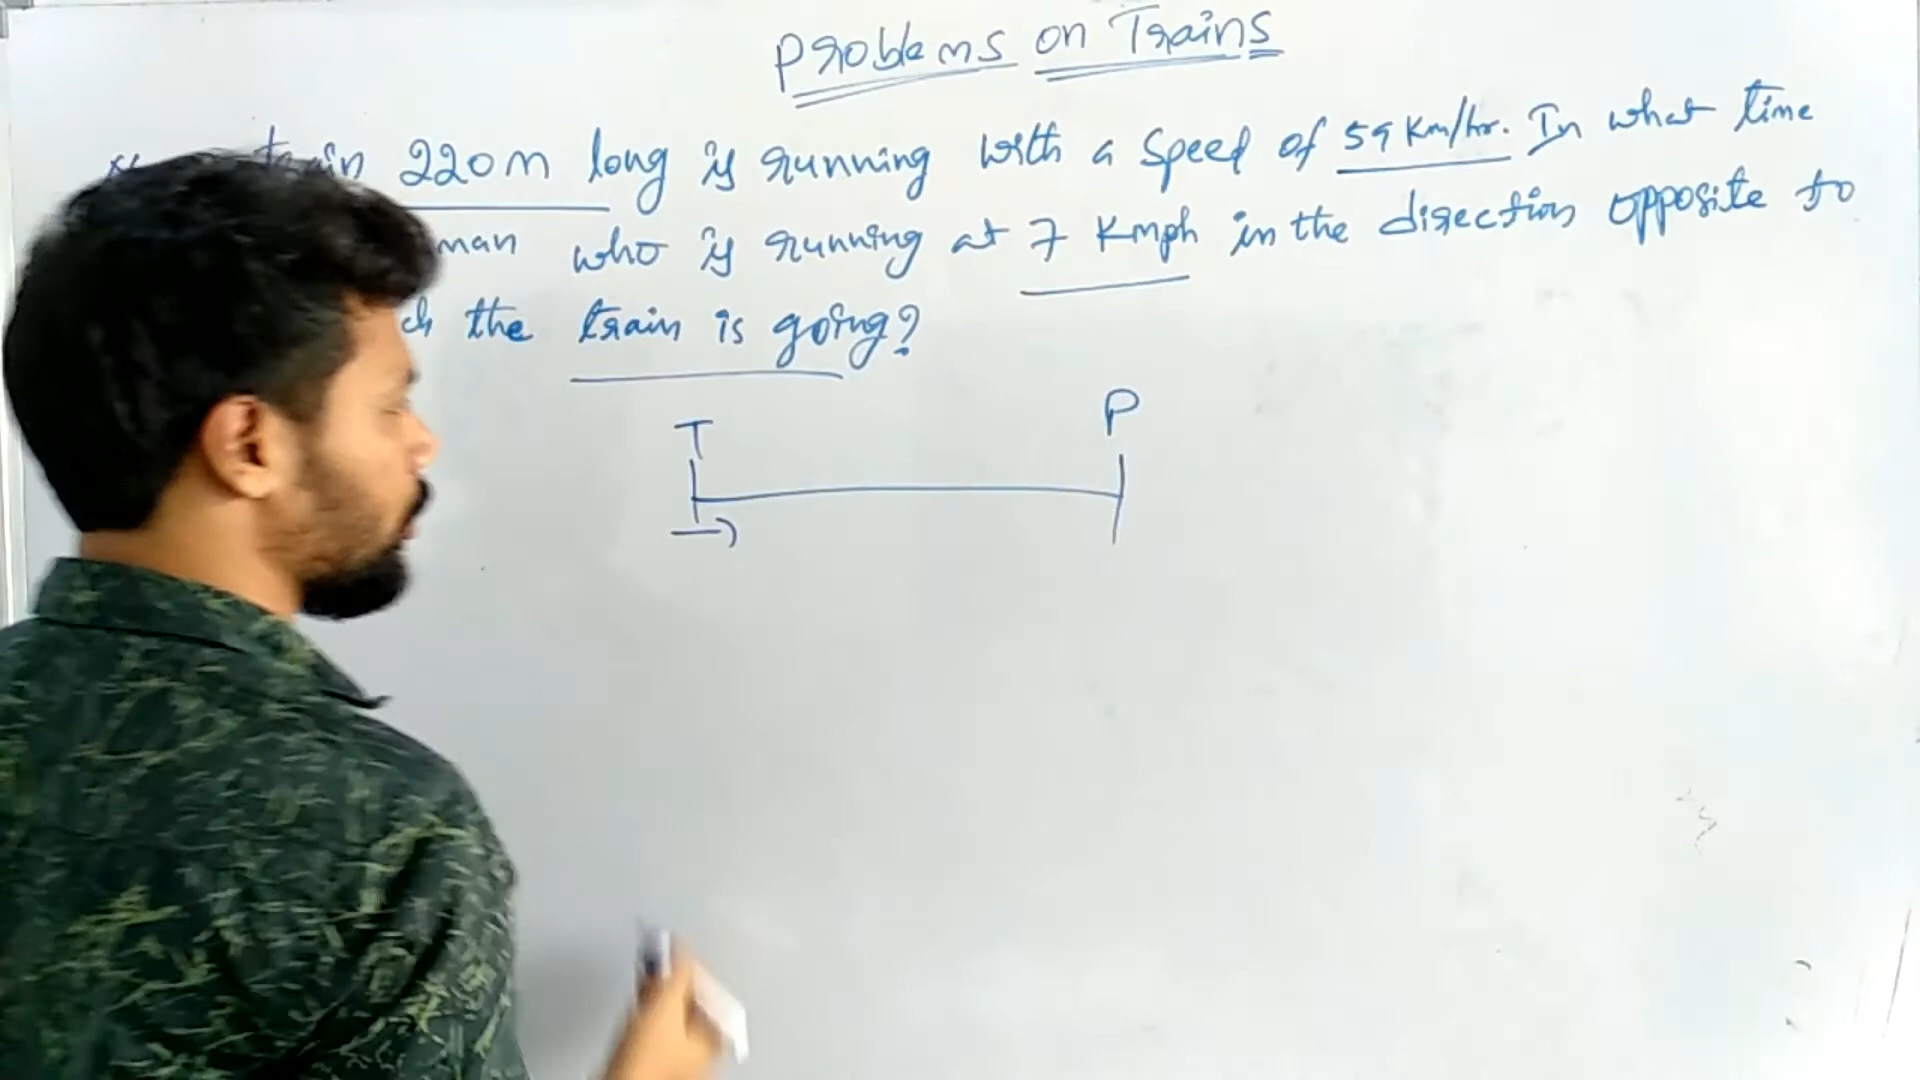 Problems on Trains
train 220m long is running with a speed of 59 Km/hr. In what time
man who is running at 7 Kmph in the direction opposite to
the train is going?
T P